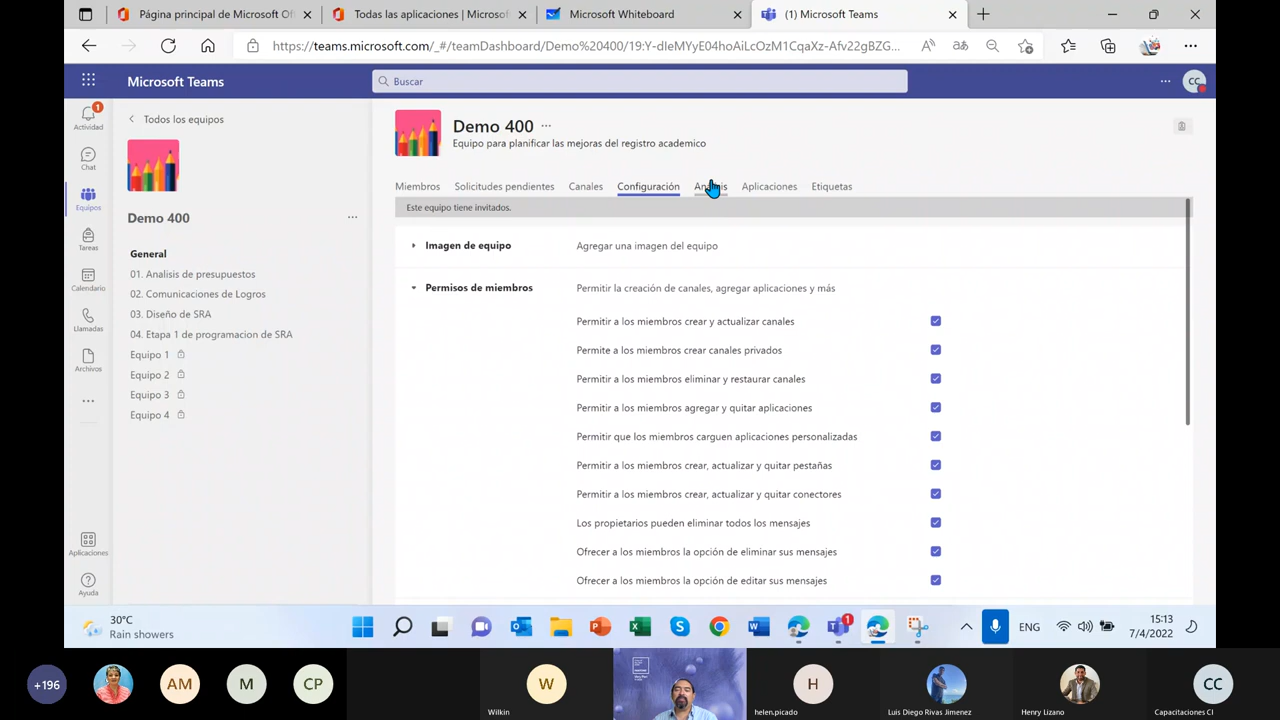 Página principal de Microsoft Of
Todas las aplicaciones | Microso
Microsoft Whiteboard
(1) Microsoft Teams
https://teams.microsoft.com/_#/teamDashboard/Demo%20400/19:Y-dIeMYyE04hoAiLcOzM1CqaXz-Afv22gBZG...
Microsoft Teams
Buscar
CC
1
Actividad
Chat
Equipos
Tareas
Calendario
Llamadas
Archivos
Aplicaciones
Ayuda
Todos los equipos
Demo 400
General
01. Analisis de presupuestos
02. Comunicaciones de Logros
03. Diseño de SRA
04. Etapa 1 de programacion de SRA
Equipo 1
Equipo 2
Equipo 3
Equipo 4
Demo 400
Equipo para planificar las mejoras del registro academico
Miembros Solicitudes pendientes Canales Configuración Análisis Aplicaciones Etiquetas
Este equipo tiene invitados.
Imagen de equipo Agregar una imagen del equipo
Permisos de miembros Permitir la creación de canales, agregar aplicaciones y más
Permitir a los miembros crear y actualizar canales
Permite a los miembros crear canales privados
Permitir a los miembros eliminar y restaurar canales
Permitir a los miembros agregar y quitar aplicaciones
Permitir que los miembros carguen aplicaciones personalizadas
Permitir a los miembros crear, actualizar y quitar pestañas
Permitir a los miembros crear, actualizar y quitar conectores
Los propietarios pueden eliminar todos los mensajes
Ofrecer a los miembros la opción de eliminar sus mensajes
Ofrecer a los miembros la opción de editar sus mensajes
30°C
Rain showers
1
ENG
15:13
7/4/2022
+196
AM
M
CP
W
Wilkin
H
helen.picado
Luis Diego Rivas Jimenez
Henry Lizano
CC
Capacitaciones CI